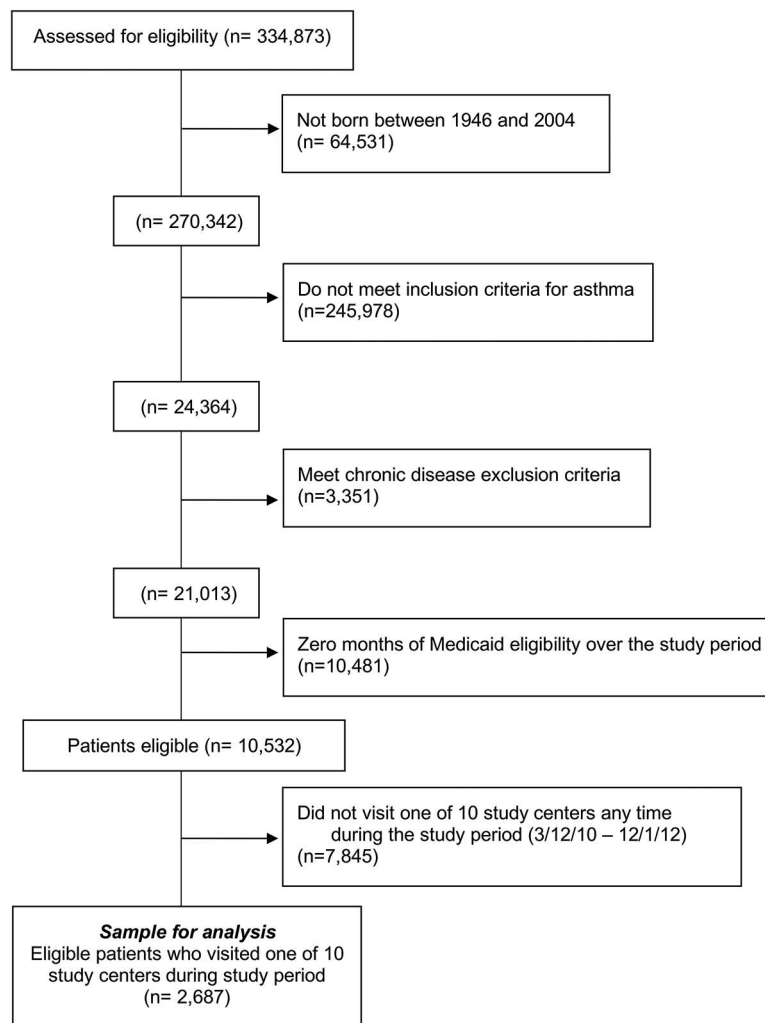 Assessed for eligibility (n= 334,873)
Not born between 1946 and 2004
(n= 64,531)
(n= 270,342)
Do not meet inclusion criteria for asthma
(n=245,978)
(n= 24,364)
Meet chronic disease exclusion criteria
(n=3,351)
(n= 21,013)
Zero months of Medicaid eligibility over the study period
(n=10,481)
Patients eligible (n= 10,532)
Did not visit one of 10 study centers any time
during the study period (3/12/10 – 12/1/12)
(n=7,845)
Sample for analysis
Eligible patients who visited one of 10
study centers during study period
(n= 2,687)